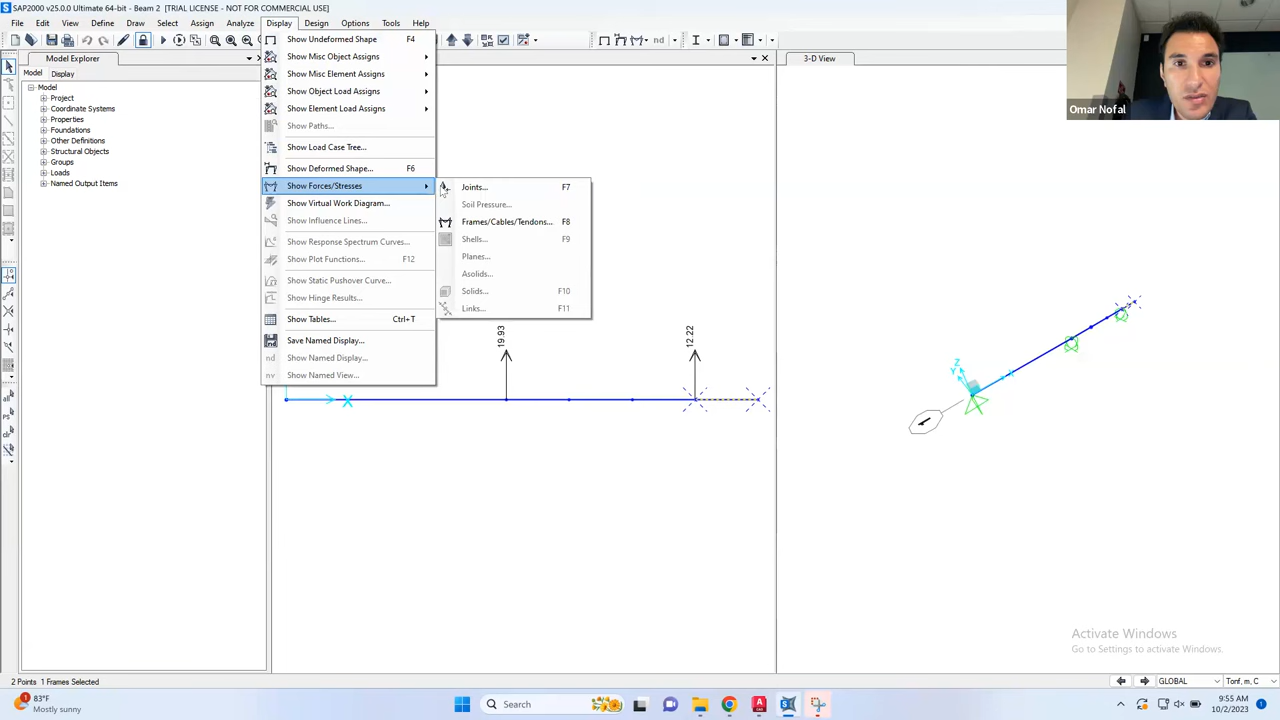 SAP2000 v25.0.0 Ultimate 64-bit - Beam 2 [TRIAL LICENSE - NOT FOR COMMERCIAL USE]
File Edit View Define Draw Select Assign Analyze Display Design Options Tools Help
nd
Model Explorer
Model Display
Model
Project
Coordinate Systems
Properties
Foundations
Other Definitions
Structural Objects
Groups
Loads
Named Output Items
all
PS
clr
Show Undeformed Shape F4
Show Misc Object Assigns
Show Misc Element Assigns
Show Object Load Assigns
Show Element Load Assigns
Show Paths...
Show Load Case Tree...
Show Deformed Shape... F6
Show Forces/Stresses
Show Virtual Work Diagram...
Show Influence Lines...
Show Response Spectrum Curves...
Show Plot Functions... F12
Show Static Pushover Curve...
Show Hinge Results...
Show Tables... Ctrl+T
Save Named Display...
nd Show Named Display...
nv Show Named View...
Joints... F7
Soil Pressure...
Frames/Cables/Tendons... F8
Shells... F9
Planes...
Asolids...
Solids... F10
Links... F11
19.93
12.22
X
3-D View
Z
Y
X
Omar Nofal
Activate Windows
Go to Settings to activate Windows.
2 Points, 1 Frames Selected
GLOBAL
Tonf, m, C
1
83°F
Mostly sunny
Search
9:55 AM
10/2/2023
1